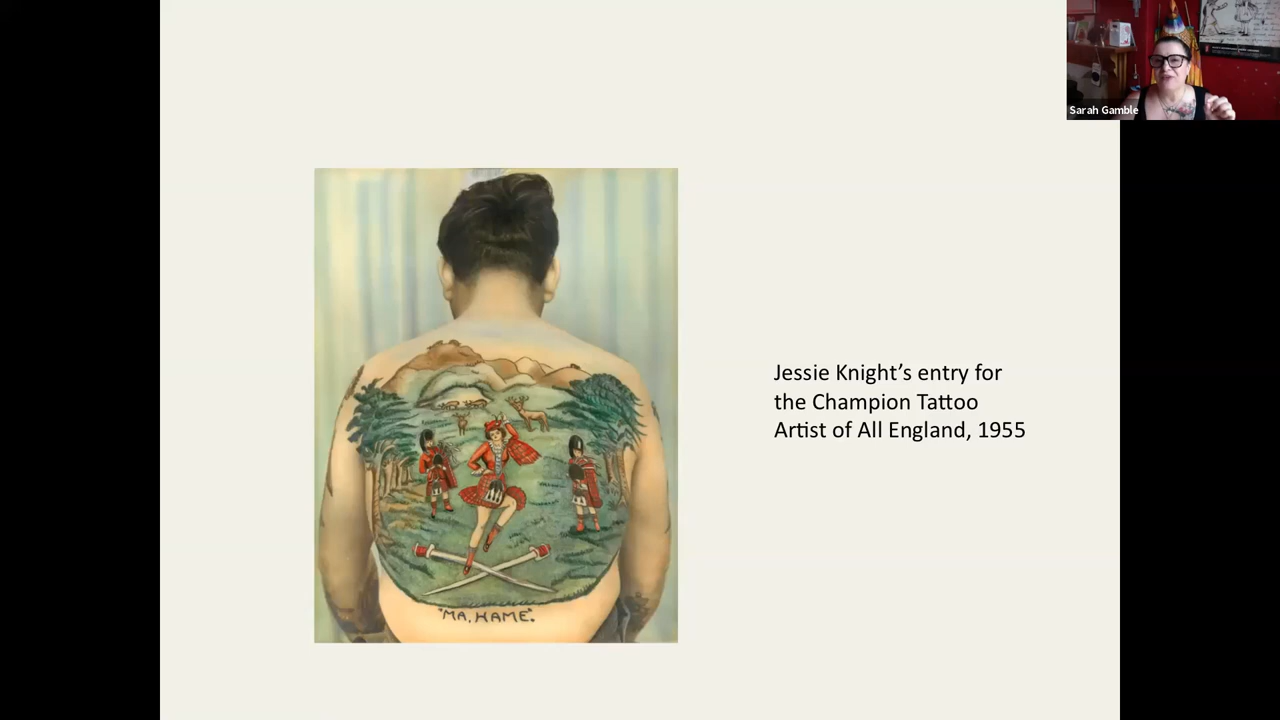 Sarah Gamble
Jessie Knight’s entry for
the Champion Tattoo
Artist of All England, 1955
"MA, HAME."